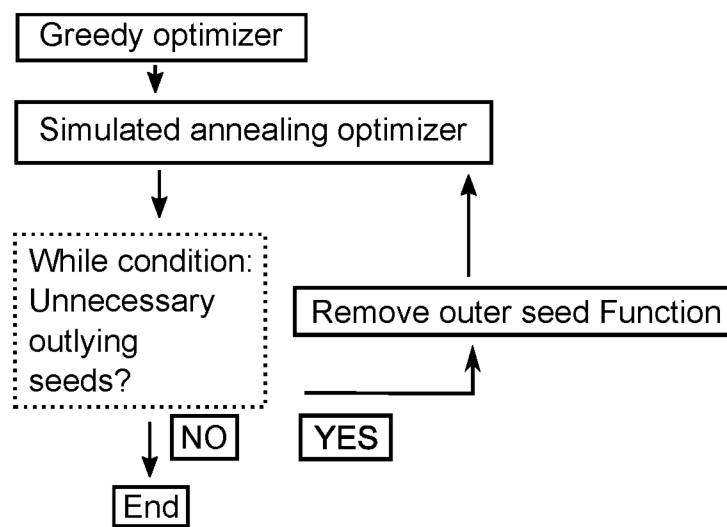 Greedy optimizer
Simulated annealing optimizer
While condition:
Unnecessary
outlying
seeds?
Remove outer seed Function
NO
YES
End